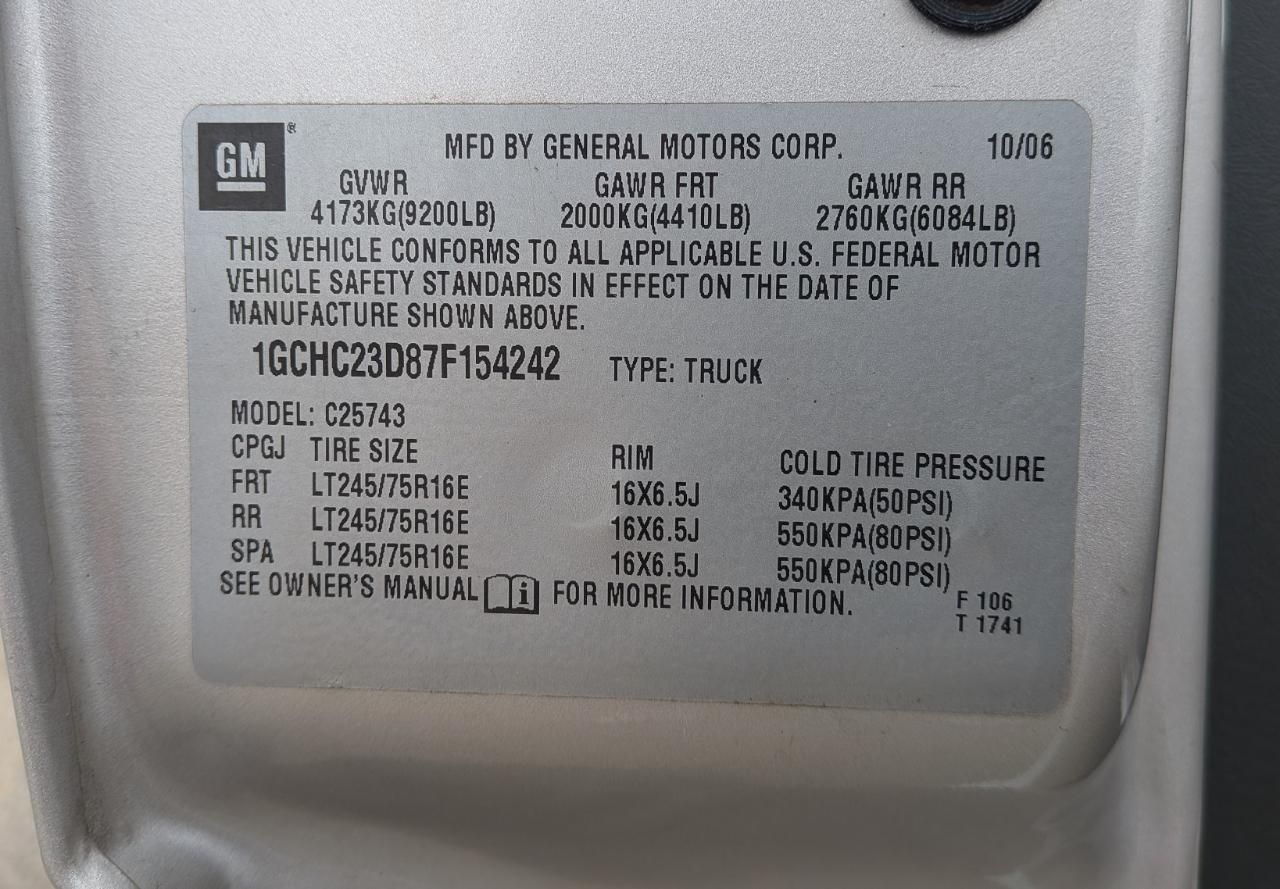 GM ®
MFD BY GENERAL MOTORS CORP. 10/06
GVWR GAWR FRT GAWR RR
4173KG(9200LB) 2000KG(4410LB) 2760KG(6084LB)
THIS VEHICLE CONFORMS TO ALL APPLICABLE U.S. FEDERAL MOTOR
VEHICLE SAFETY STANDARDS IN EFFECT ON THE DATE OF
MANUFACTURE SHOWN ABOVE.
1GCHC23D87F154242 TYPE: TRUCK
MODEL: C25743
CPGJ TIRE SIZE RIM COLD TIRE PRESSURE
FRT LT245/75R16E 16X6.5J 340KPA(50PSI)
RR LT245/75R16E 16X6.5J 550KPA(80PSI)
SPA LT245/75R16E 16X6.5J 550KPA(80PSI)
SEE OWNER'S MANUAL i FOR MORE INFORMATION.
F 106
T 1741